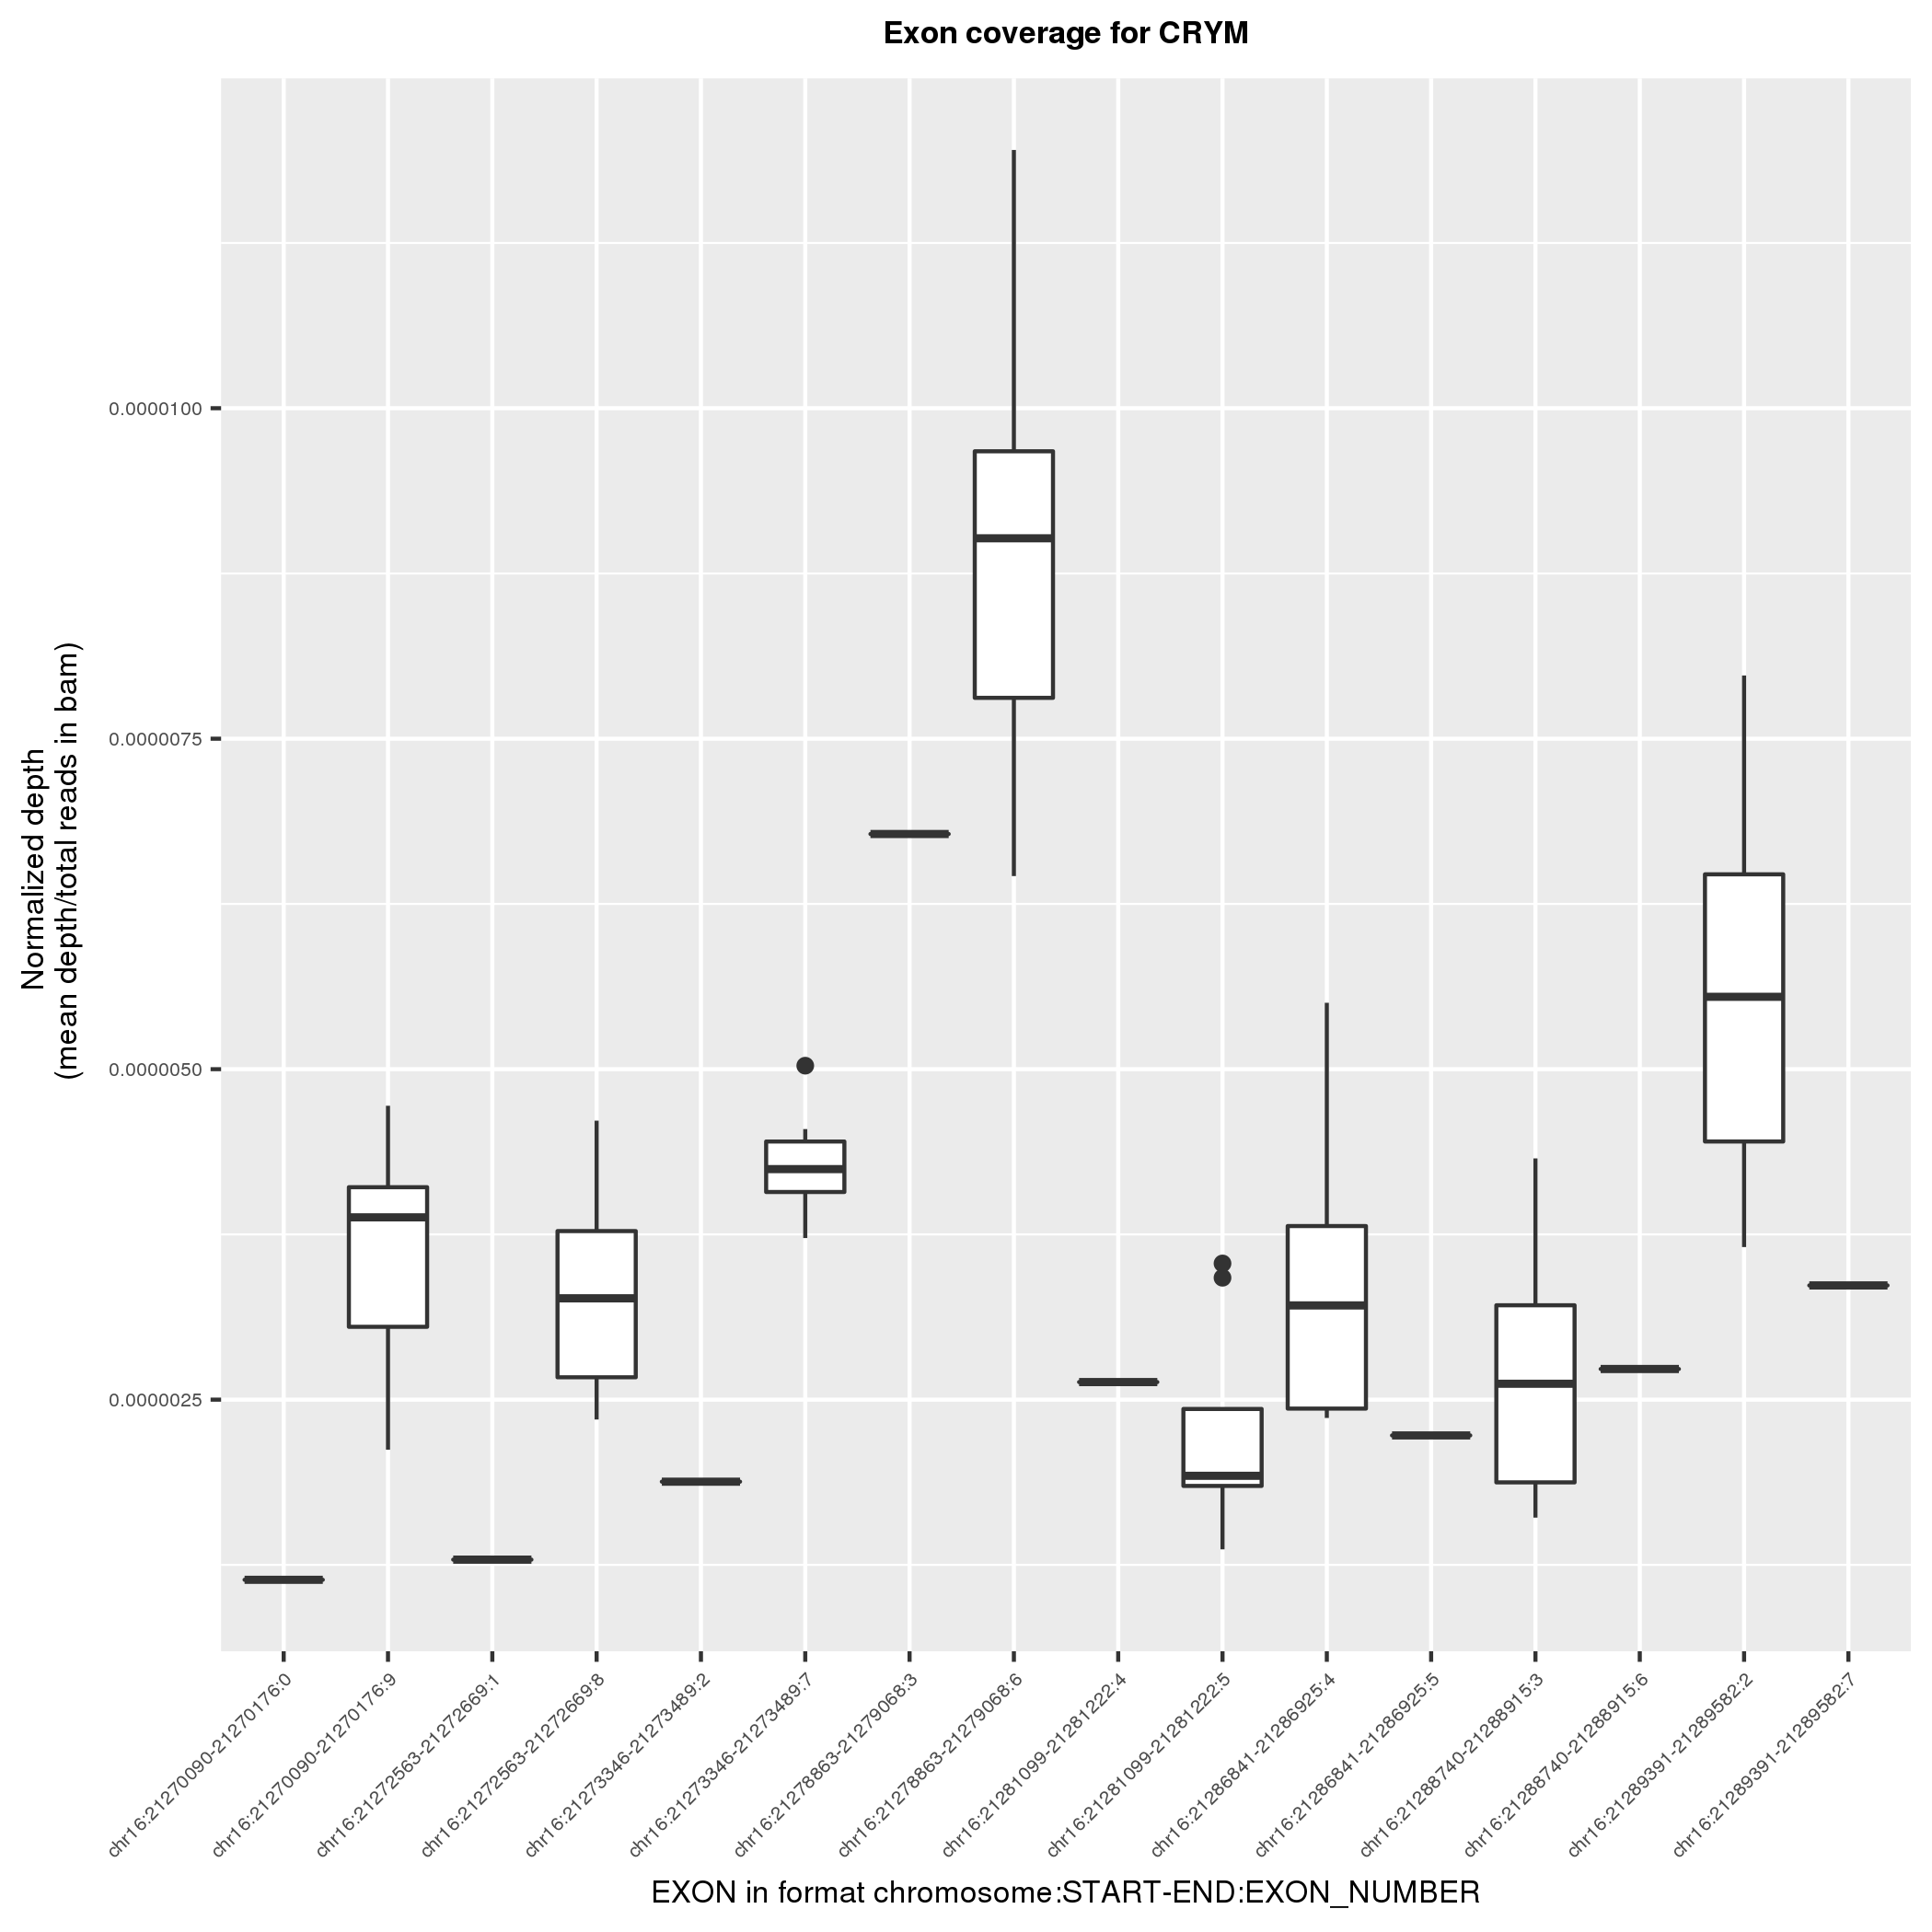 Exon coverage for CRYM
Normalized depth
(mean depth/total reads in bam)
0.0000100
0.0000075
0.0000050
0.0000025
chr16:21270090-21270176:0
chr16:21270090-21270176:9
chr16:21272563-21272669:1
chr16:21272563-21272669:8
chr16:21273346-21273489:2
chr16:21273346-21273489:7
chr16:21278863-21279068:3
chr16:21278863-21279068:6
chr16:21281099-21281222:4
chr16:21281099-21281222:5
chr16:21286841-21286925:4
chr16:21286841-21286925:5
chr16:21288740-21288915:3
chr16:21288740-21288915:6
chr16:21289391-21289582:2
chr16:21289391-21289582:7
EXON in format chromosome:START-END:EXON_NUMBER